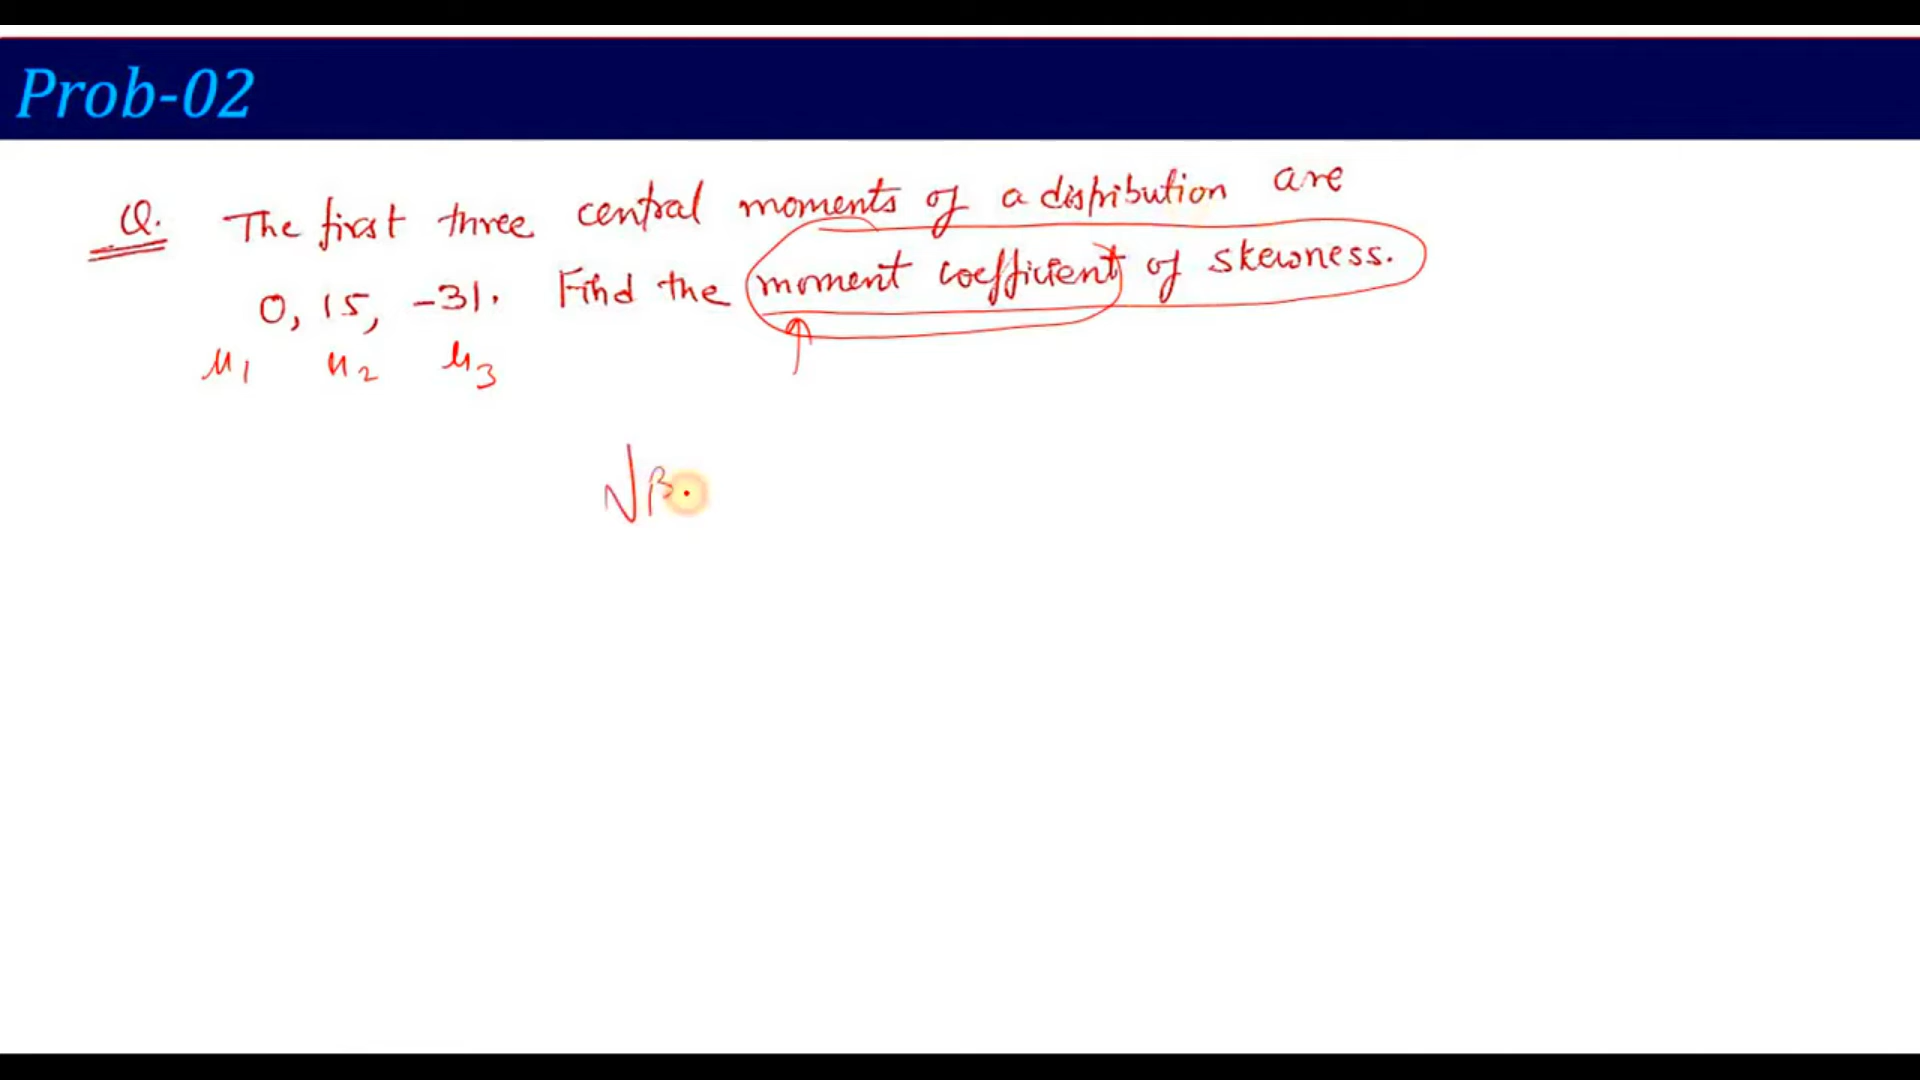 Prob-02
Q. The first three central moments of a distribution are
0, 15, -31. Find the moment coefficient of skewness.
μ1 μ2 μ3
√β